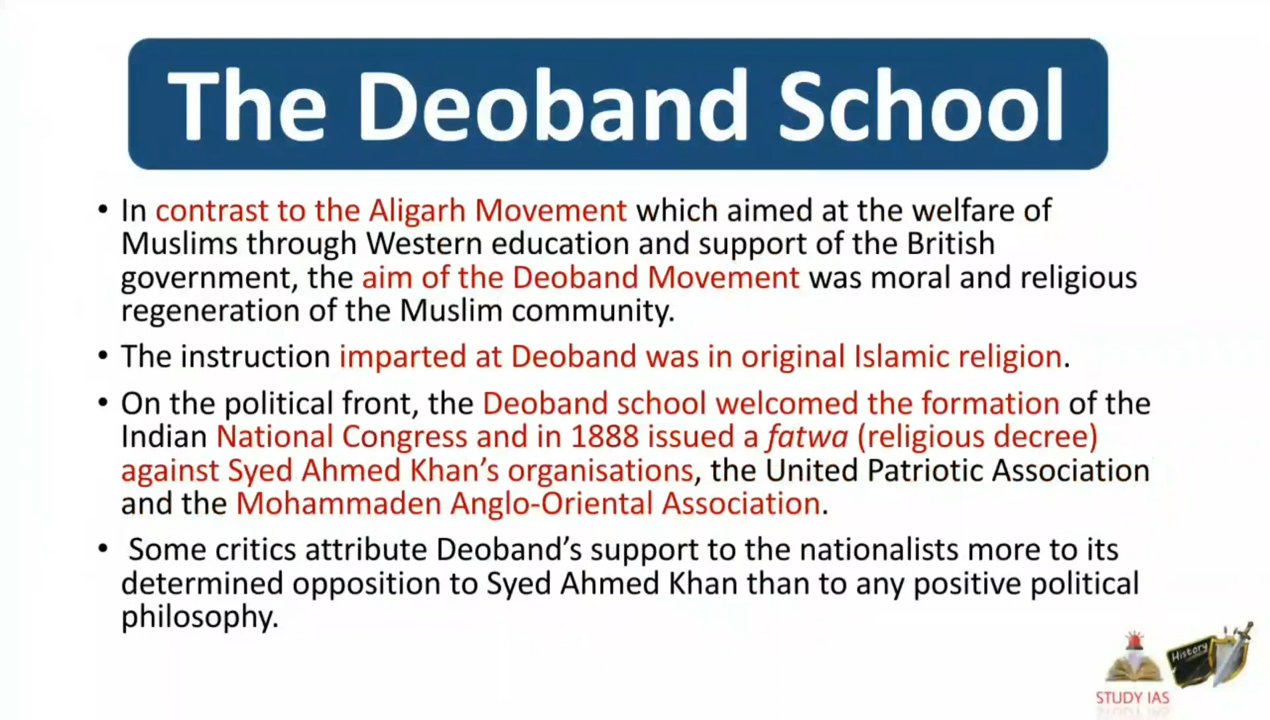 The Deoband School
• In contrast to the Aligarh Movement which aimed at the welfare of
Muslims through Western education and support of the British
government, the aim of the Deoband Movement was moral and religious
regeneration of the Muslim community.
• The instruction imparted at Deoband was in original Islamic religion.
• On the political front, the Deoband school welcomed the formation of the
Indian National Congress and in 1888 issued a fatwa (religious decree)
against Syed Ahmed Khan’s organisations, the United Patriotic Association
and the Mohammaden Anglo-Oriental Association.
• Some critics attribute Deoband’s support to the nationalists more to its
determined opposition to Syed Ahmed Khan than to any positive political
philosophy.
History
STUDY IAS